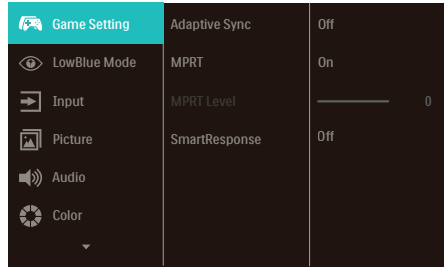 Game Setting Adaptive Sync Off
LowBlue Mode MPRT On
Input MPRT Level 0
Picture SmartResponse Off
Audio
Color